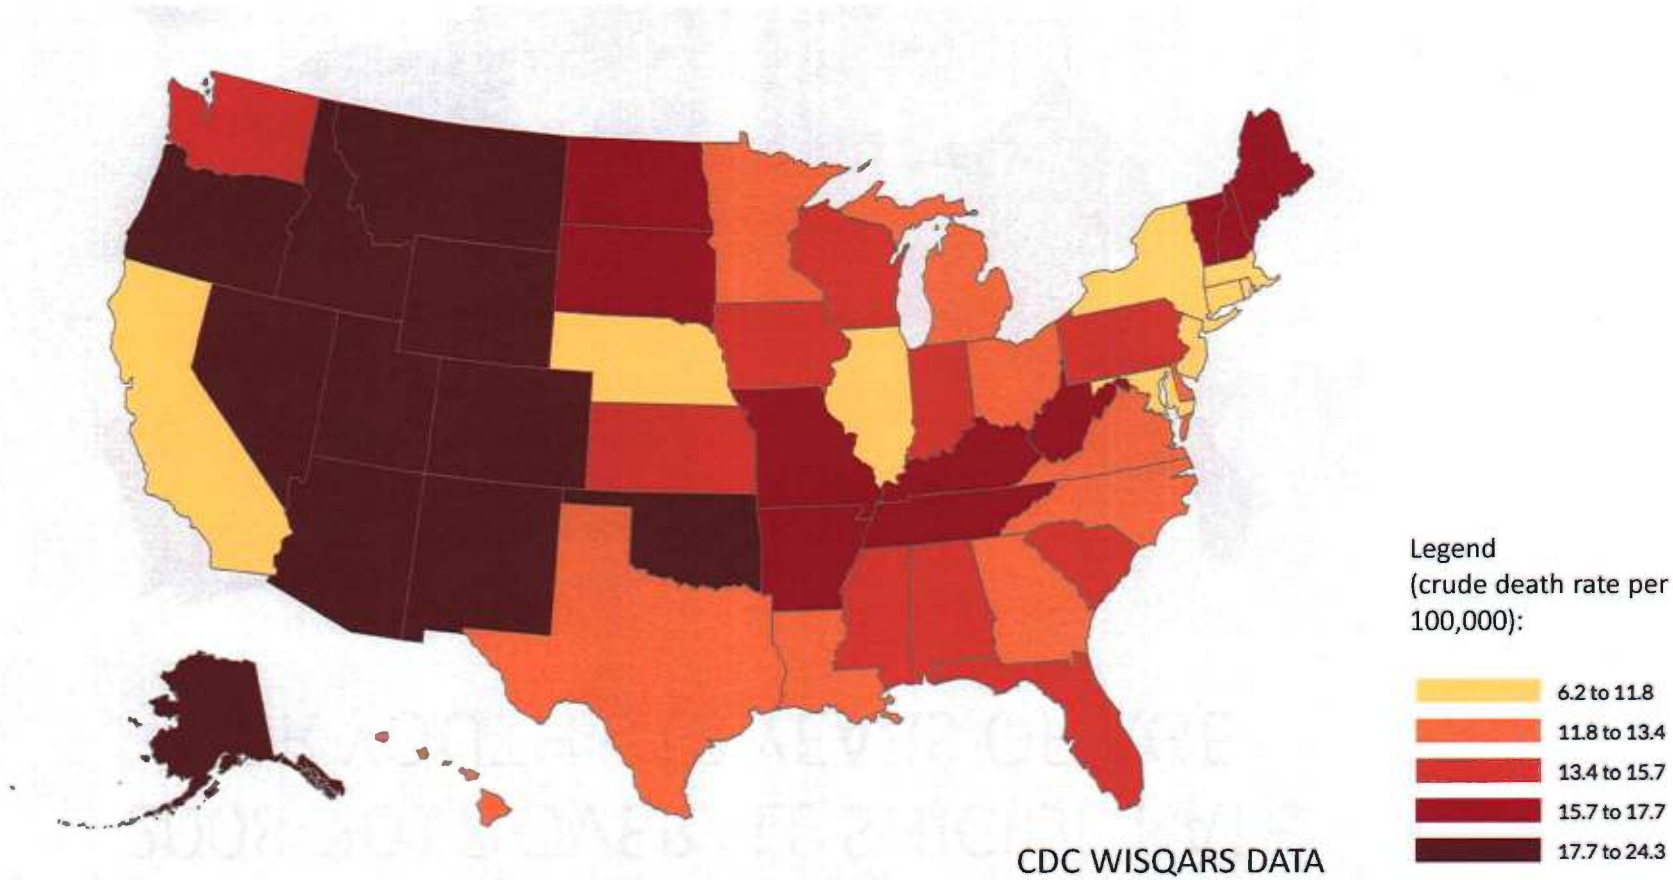 Legend
(crude death rate per
100,000):
6.2 to 11.8
11.8 to 13.4
13.4 to 15.7
15.7 to 17.7
17.7 to 24.3
CDC WISQARS DATA